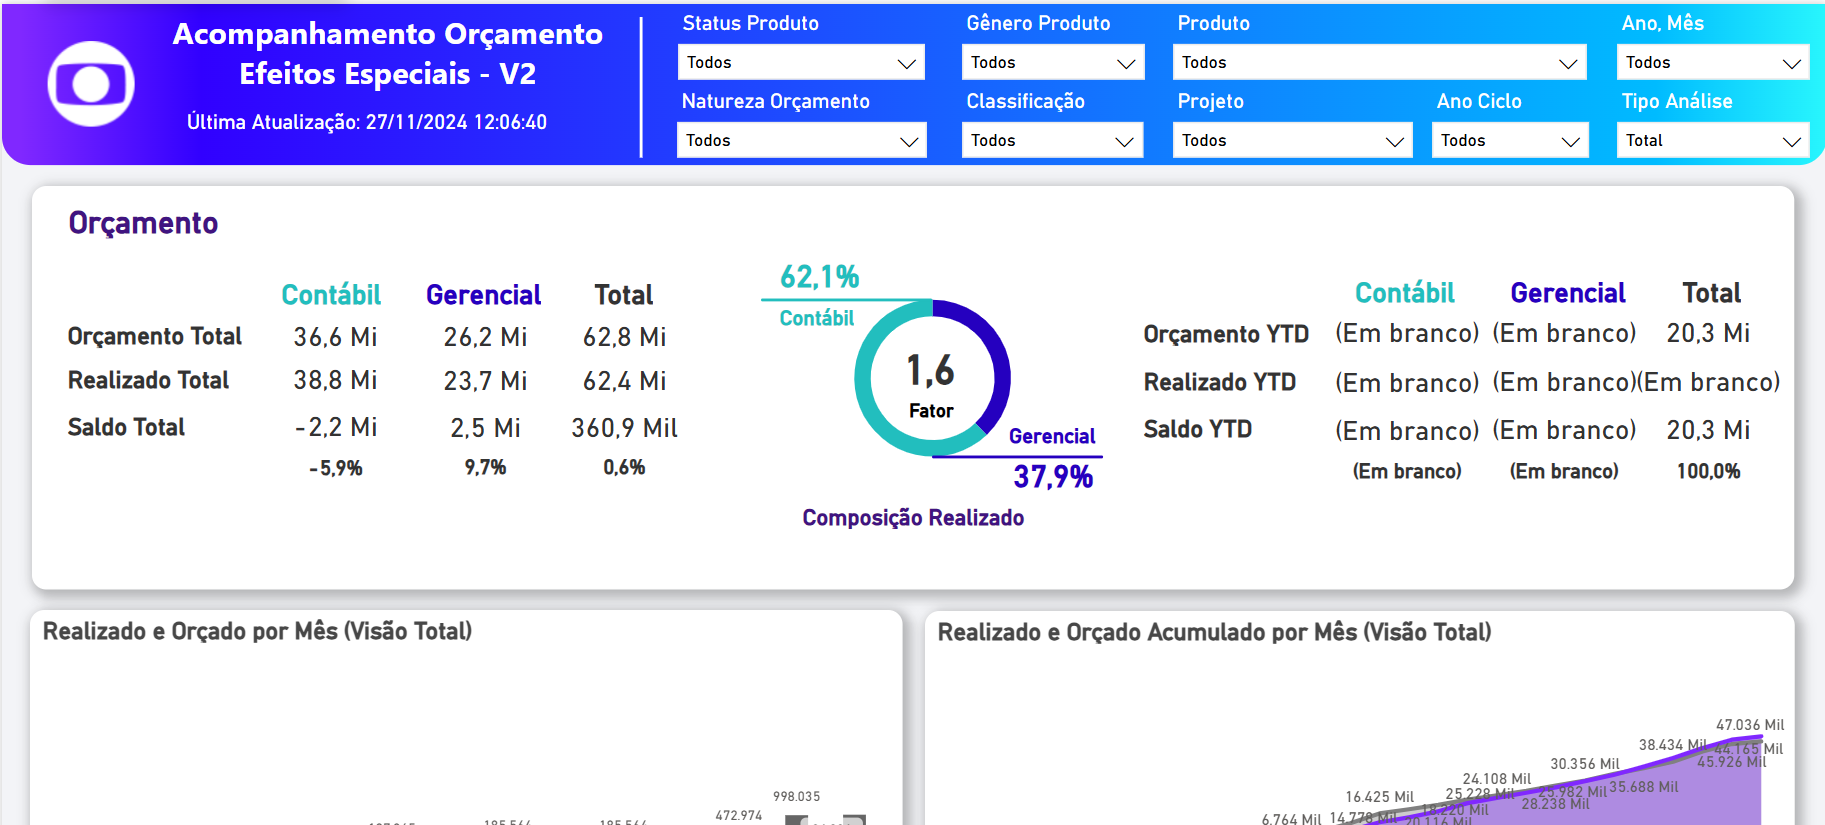 Acompanhamento Orçamento
Efeitos Especiais - V2
Última Atualização: 27/11/2024 12:06:40
Status Produto Gênero Produto Produto Ano, Mês
Todos Todos Todos Todos
Natureza Orçamento Classificação Projeto Ano Ciclo Tipo Análise
Todos Todos Todos Todos Total
Orçamento
Contábil Gerencial Total
Orçamento Total 36,6 Mi 26,2 Mi 62,8 Mi
Realizado Total 38,8 Mi 23,7 Mi 62,4 Mi
Saldo Total -2,2 Mi 2,5 Mi 360,9 Mil
-5,9% 9,7% 0,6%
62,1%
Contábil
1,6
Fator
Gerencial
37,9%
Composição Realizado
Contábil Gerencial Total
Orçamento YTD (Em branco) (Em branco) 20,3 Mi
Realizado YTD (Em branco) (Em branco) (Em branco)
Saldo YTD (Em branco) (Em branco) 20,3 Mi
(Em branco) (Em branco) 100,0%
Realizado e Orçado por Mês (Visão Total)
998.035
472.974
185.564 185.564
Realizado e Orçado Acumulado por Mês (Visão Total)
47.036 Mil
38.434 Mil 44.165 Mil
30.356 Mil 45.926 Mil
24.108 Mil
16.425 Mil 25.228 Mil 25.982 Mil 35.688 Mil
28.238 Mil
6.764 Mil 14.778 Mil 18.220 Mil
20.116 Mil